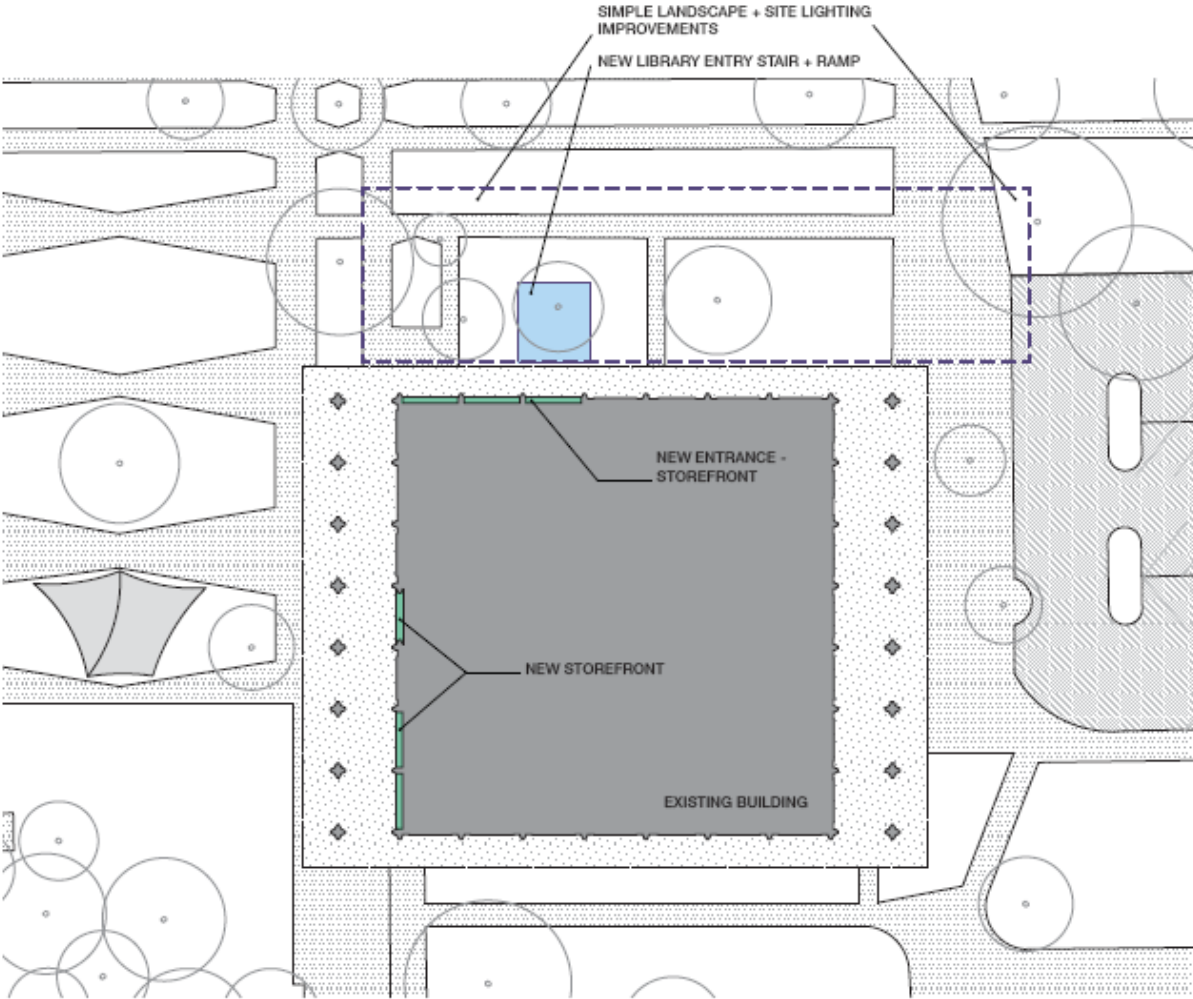 SIMPLE LANDSCAPE + SITE LIGHTING
IMPROVEMENTS
NEW LIBRARY ENTRY STAIR + RAMP
NEW ENTRANCE -
STOREFRONT
NEW STOREFRONT
EXISTING BUILDING